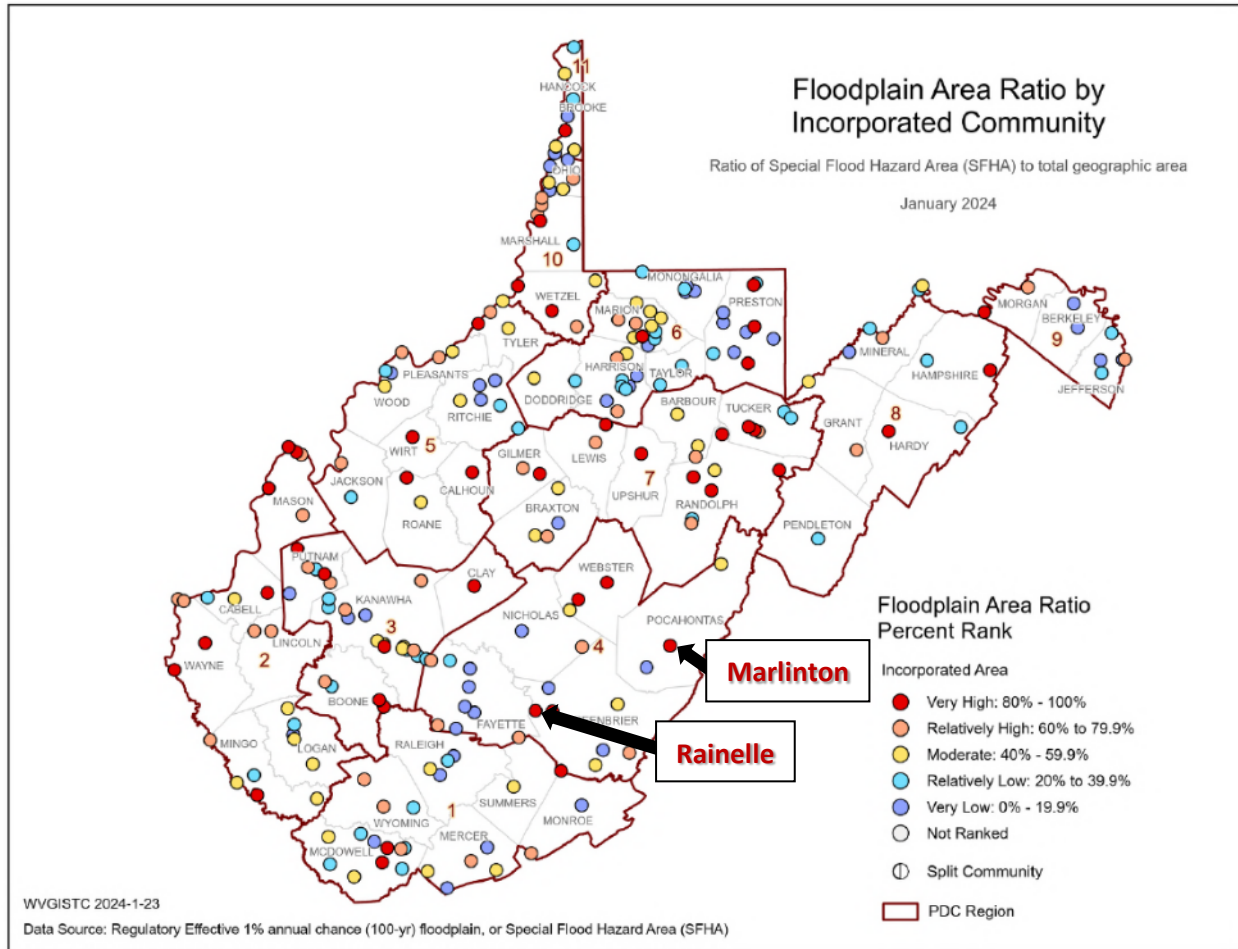 Floodplain Area Ratio by
Incorporated Community
Ratio of Special Flood Hazard Area (SFHA) to total geographic area
January 2024
11
HANCOCK
BROOKE
OHIO
MARSHALL
10
WETZEL
MONONGALIA
PRESTON
MARION
6
TYLER
MORGAN
BERKELEY
9
JEFFERSON
MINERAL
HAMPSHIRE
PLEASANTS
WOOD
RITCHIE
HARRISON
TAYLOR
DODDRIDGE
BARBOUR
TUCKER
GRANT
8
HARDY
5
WIRT
GILMER
LEWIS
7
UPSHUR
JACKSON
CALHOUN
RANDOLPH
MASON
ROANE
BRAXTON
PENDLETON
PUTNAM
CLAY
WEBSTER
KANAWHA
CABELL
NICHOLAS
POCAHONTAS
3
LINCOLN
4
2
WAYNE
Marlinton
BOONE
FAYETTE
ENBRIER
MINGO
LOGAN
RALEIGH
Rainelle
SUMMERS
1
MONROE
WYOMING
MERCER
MCDOWELL
Floodplain Area Ratio
Percent Rank
Incorporated Area
Very High: 80% - 100%
Relatively High: 60% to 79.9%
Moderate: 40% - 59.9%
Relatively Low: 20% to 39.9%
Very Low: 0% - 19.9%
Not Ranked
Split Community
PDC Region
WVGISTC 2024-1-23
Data Source: Regulatory Effective 1% annual chance (100-yr) floodplain, or Special Flood Hazard Area (SFHA)